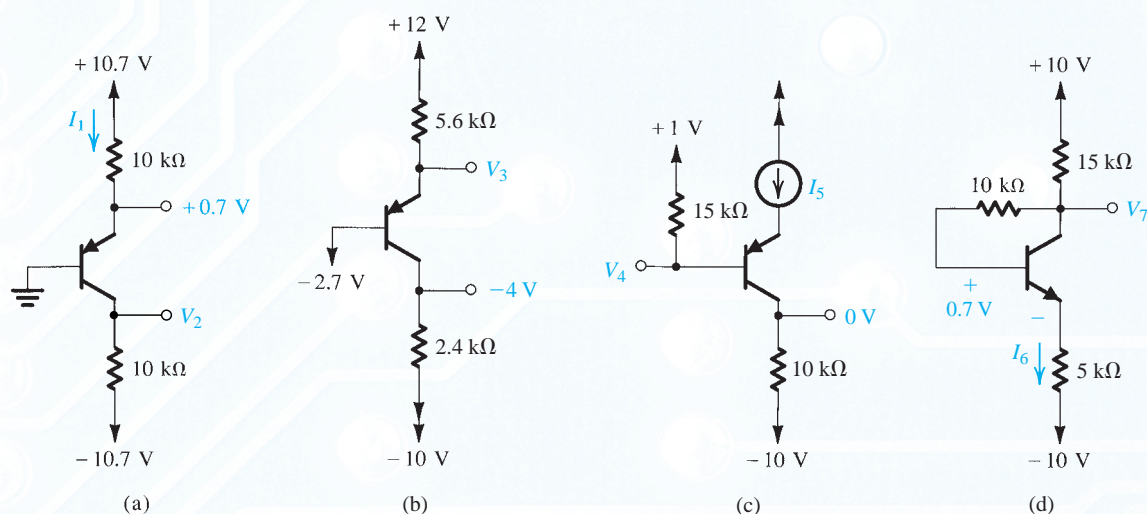 +10.7 V
I₁
10 kΩ
+0.7 V
V₂
10 kΩ
−10.7 V
(a)
+12 V
5.6 kΩ
V₃
−2.7 V
−4 V
2.4 kΩ
−10 V
(b)
+1 V
15 kΩ
I₅
V₄
0 V
10 kΩ
−10 V
(c)
+10 V
15 kΩ
10 kΩ
V₇
+
0.7 V
−
I₆
5 kΩ
−10 V
(d)